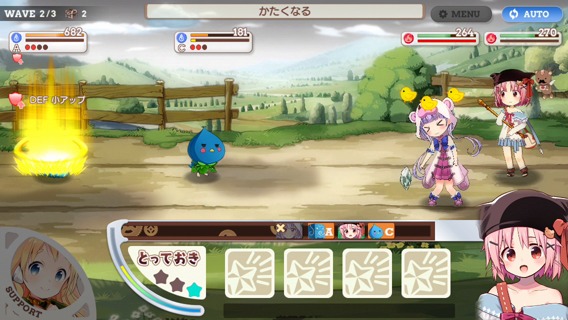 WAVE 2/3 2
かたくなる
MENU
AUTO
682
A
181
C
264
270
DEF 小アップ
A
C
とっておき
SUPPORT